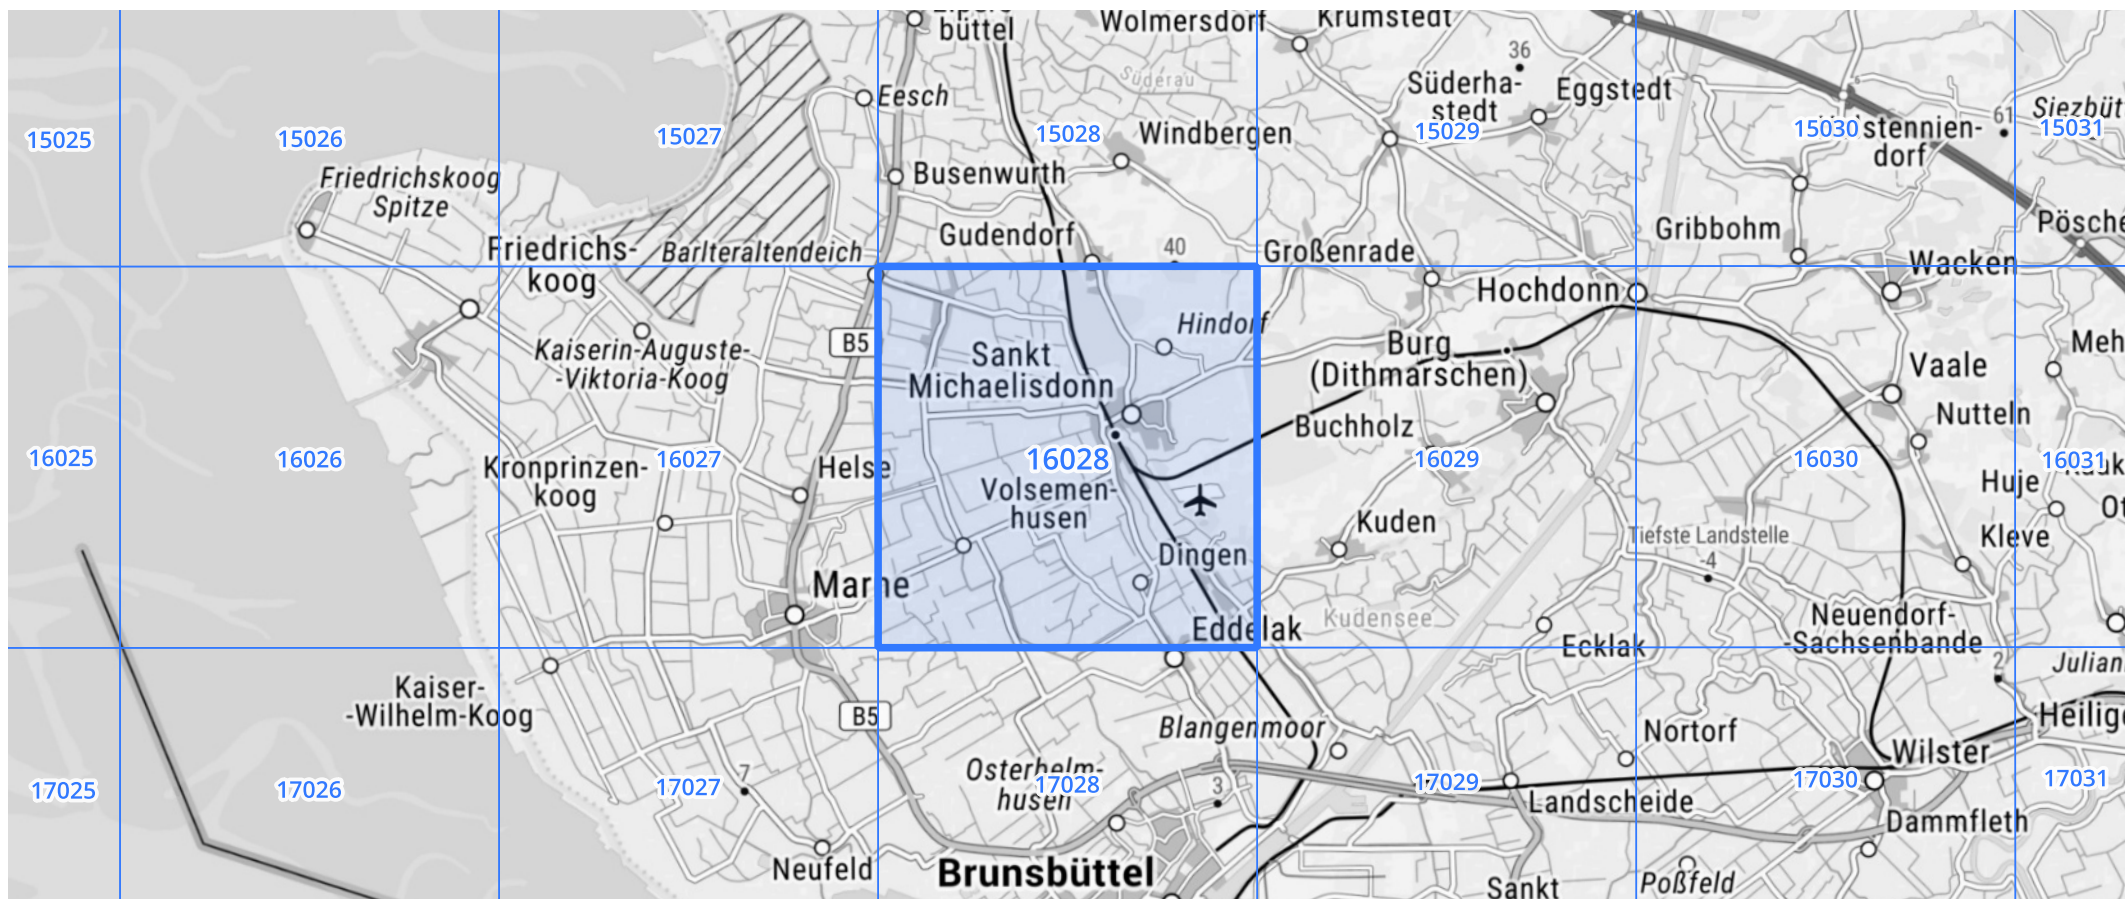 büttel
Wolmersdorf
Krumstedt
Süderau
36
Süderha-
stedt
Eggstedt
61
Siezbüt
Eesch
15025
15026
15027
15028
Windbergen
15029
15030
stennien-
dorf
15031
Friedrichskoog
Spitze
Busenwurth
Gribbohm
Pösche
Friedrichs-
koog
Barlteraltendeich
Gudendorf
40
Großenrade
Wacken
Hochdonn
Hindorf
B5
Kaiserin-Auguste-
-Viktoria-Koog
Sankt
Michaelisdonn
Burg
(Dithmarschen)
Meh
Vaale
Buchholz
Nutteln
16025
16026
16027
16028
16029
16030
16031
Kronprinzen-
koog
Helse
Volsemen-
husen
Huje
Kuden
Tiefste Landstelle
-4
Kleve
Dingen
Marne
Eddelak
Kudensee
Ecklak
Neuendorf-
-Sachsenbande
2
Julian
Kaiser-
-Wilhelm-Koog
B5
Blangenmoor
Nortorf
Heilige
Wilster
17025
17026
17027
7
Osterhelm-
husen
17028
3
17029
17030
17031
Landscheide
Dammfleth
Neufeld
Brunsbüttel
Sankt
Poßfeld